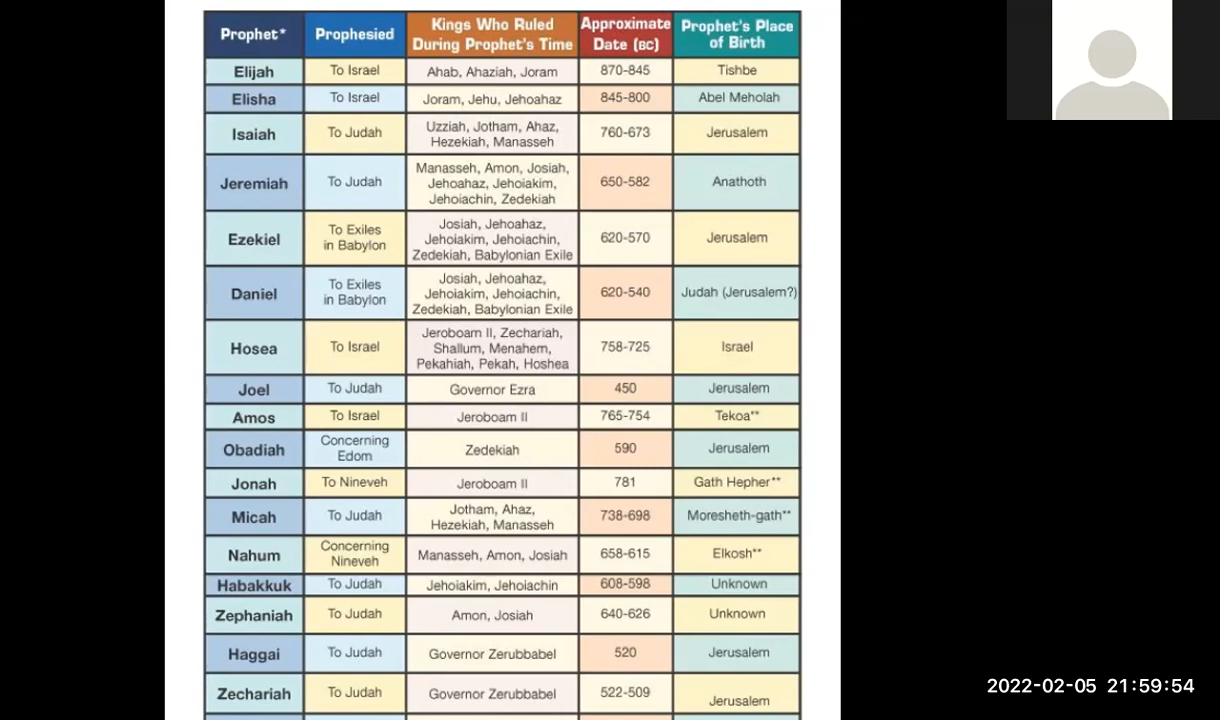 Prophet* Prophesied Kings Who Ruled During Prophet's Time Approximate Date (BC) Prophet's Place of Birth
Elijah To Israel Ahab, Ahaziah, Joram 870-845 Tishbe
Elisha To Israel Joram, Jehu, Jehoahaz 845-800 Abel Meholah
Isaiah To Judah Uzziah, Jotham, Ahaz, Hezekiah, Manasseh 760-673 Jerusalem
Jeremiah To Judah Manasseh, Amon, Josiah, Jehoahaz, Jehoiakim, Jehoiachin, Zedekiah 650-582 Anathoth
Ezekiel To Exiles in Babylon Josiah, Jehoahaz, Jehoiakim, Jehoiachin, Zedekiah, Babylonian Exile 620-570 Jerusalem
Daniel To Exiles in Babylon Josiah, Jehoahaz, Jehoiakim, Jehoiachin, Zedekiah, Babylonian Exile 620-540 Judah (Jerusalem?)
Hosea To Israel Jeroboam II, Zechariah, Shallum, Menahem, Pekahiah, Pekah, Hoshea 758-725 Israel
Joel To Judah Governor Ezra 450 Jerusalem
Amos To Israel Jeroboam II 765-754 Tekoa**
Obadiah Concerning Edom Zedekiah 590 Jerusalem
Jonah To Nineveh Jeroboam II 781 Gath Hepher**
Micah To Judah Jotham, Ahaz, Hezekiah, Manasseh 738-698 Moresheth-gath**
Nahum Concerning Nineveh Manasseh, Amon, Josiah 658-615 Elkosh**
Habakkuk To Judah Jehoiakim, Jehoiachin 608-598 Unknown
Zephaniah To Judah Amon, Josiah 640-626 Unknown
Haggai To Judah Governor Zerubbabel 520 Jerusalem
Zechariah To Judah Governor Zerubbabel 522-509 Jerusalem
2022-02-05 21:59:54